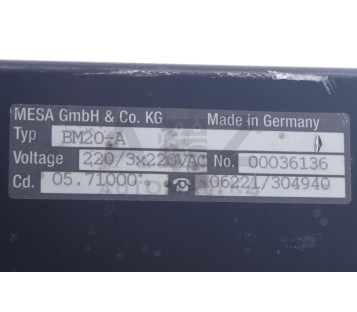 MESA GmbH & Co. KG Made in Germany
Typ BM20-A
Voltage 220/3x220VAC No. 00036136
Cd. 05.71000 ☎ 06221/304940